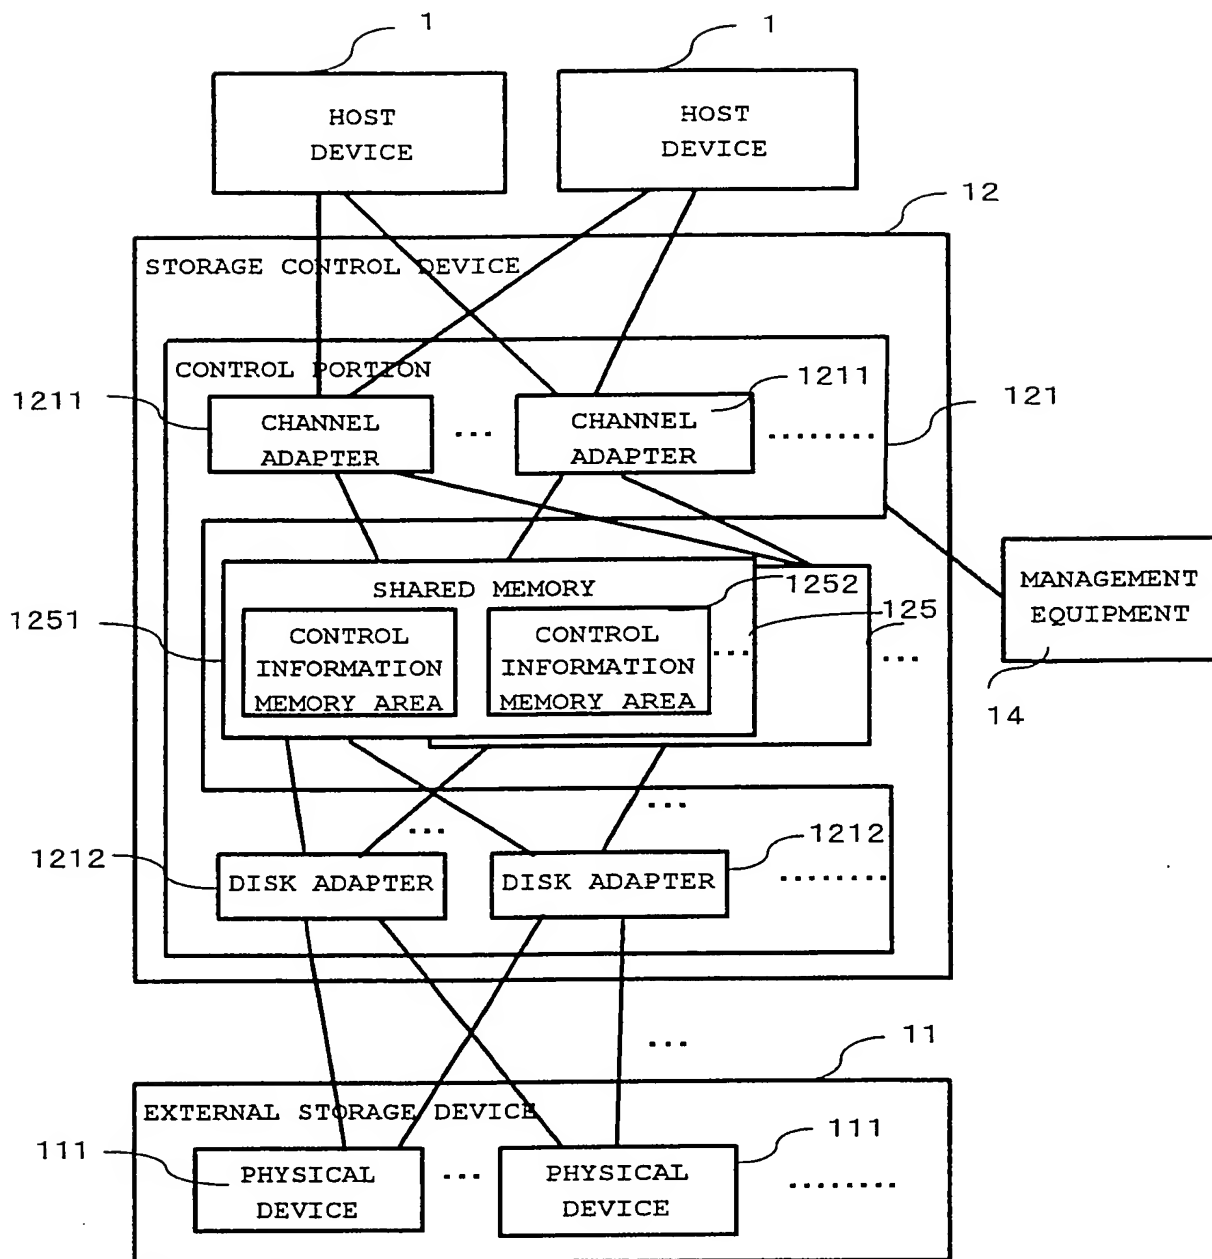 1
1
HOST
DEVICE
HOST
DEVICE
12
STORAGE CONTROL DEVICE
CONTROL PORTION
1211
1211
121
CHANNEL
ADAPTER
...
CHANNEL
ADAPTER
........
SHARED MEMORY
1252
1251
125
CONTROL
INFORMATION
MEMORY AREA
CONTROL
INFORMATION
MEMORY AREA
...
...
MANAGEMENT
EQUIPMENT
14
...
...
1212
1212
DISK ADAPTER
DISK ADAPTER
........
...
11
EXTERNAL STORAGE DEVICE
111
111
PHYSICAL
DEVICE
...
PHYSICAL
DEVICE
........